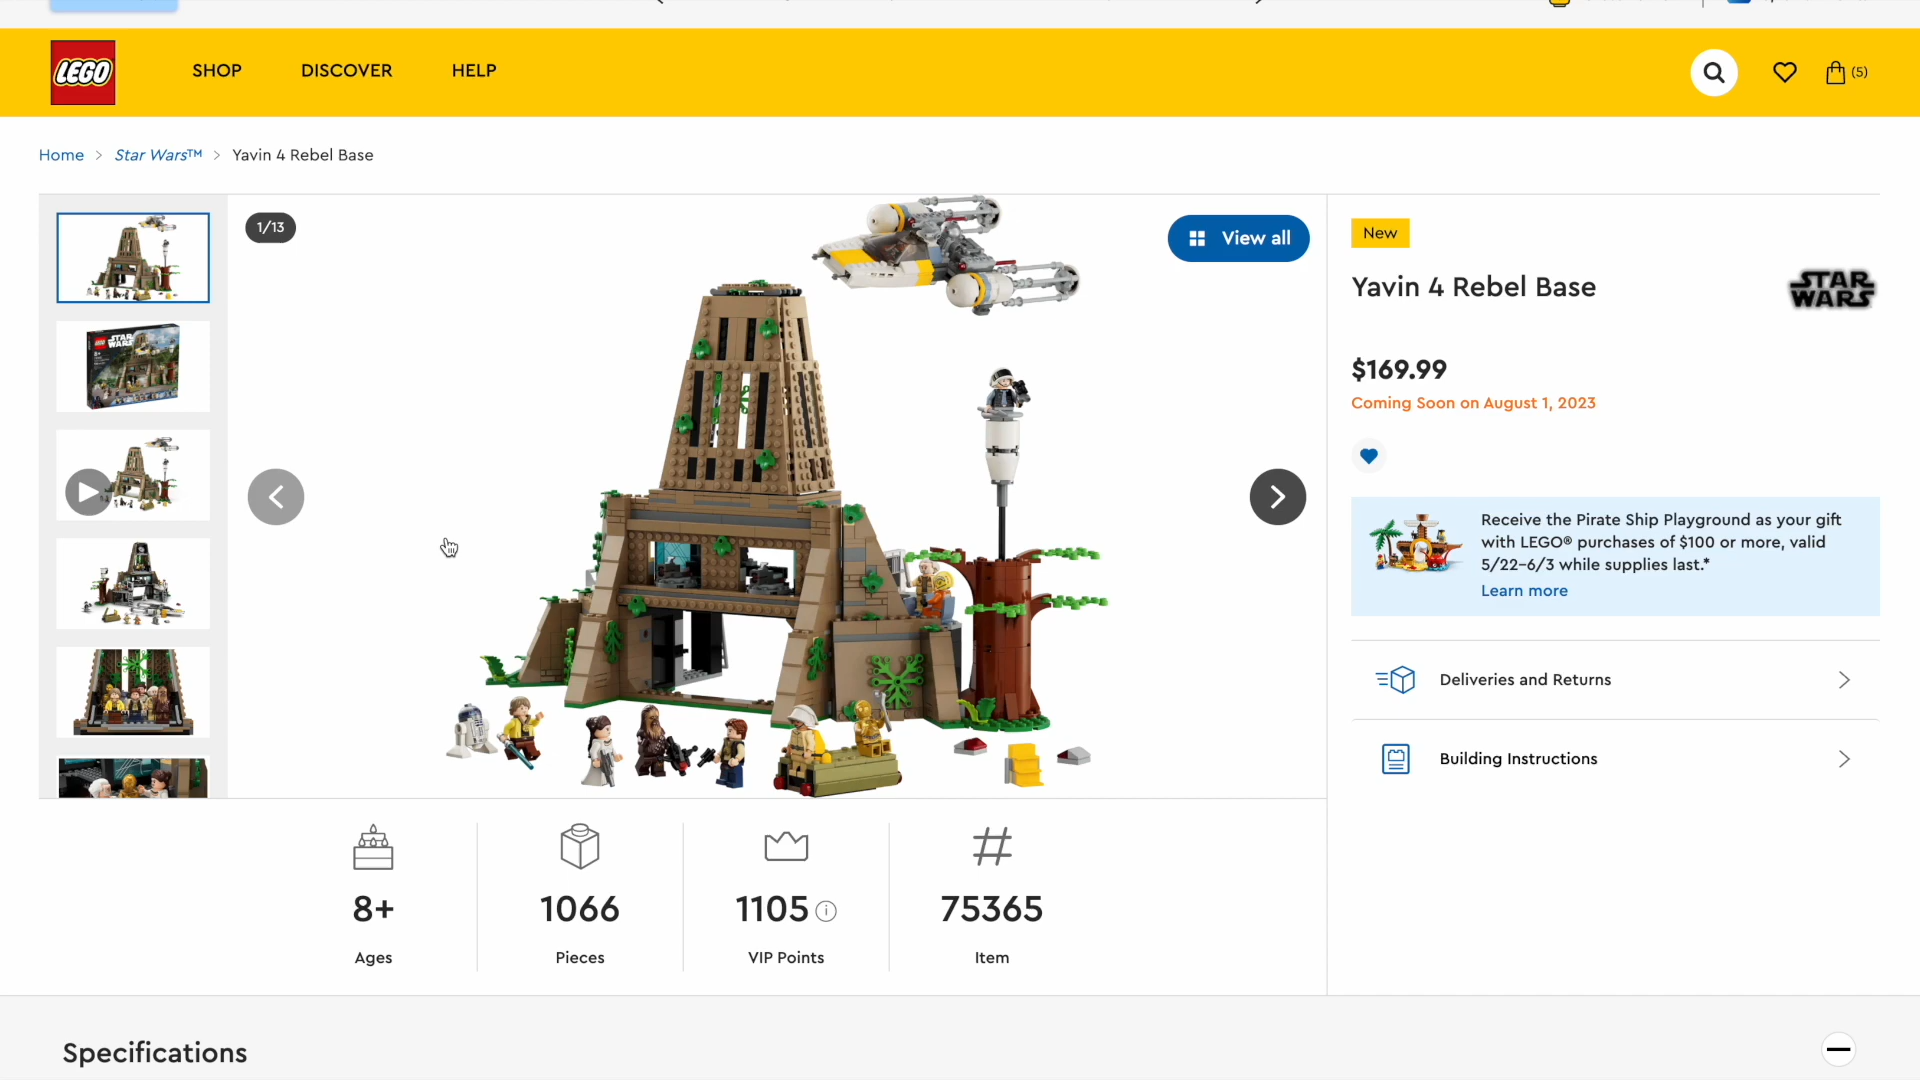 LEGO
SHOP
DISCOVER
HELP
(5)
Home > Star Wars™ > Yavin 4 Rebel Base
1/13
View all
New
Yavin 4 Rebel Base
STAR
WARS
$169.99
Coming Soon on August 1, 2023
Receive the Pirate Ship Playground as your gift
with LEGO® purchases of $100 or more, valid
5/22-6/3 while supplies last.*
Learn more
Deliveries and Returns
Building Instructions
8+
Ages
1066
Pieces
1105
VIP Points
#
75365
Item
Specifications